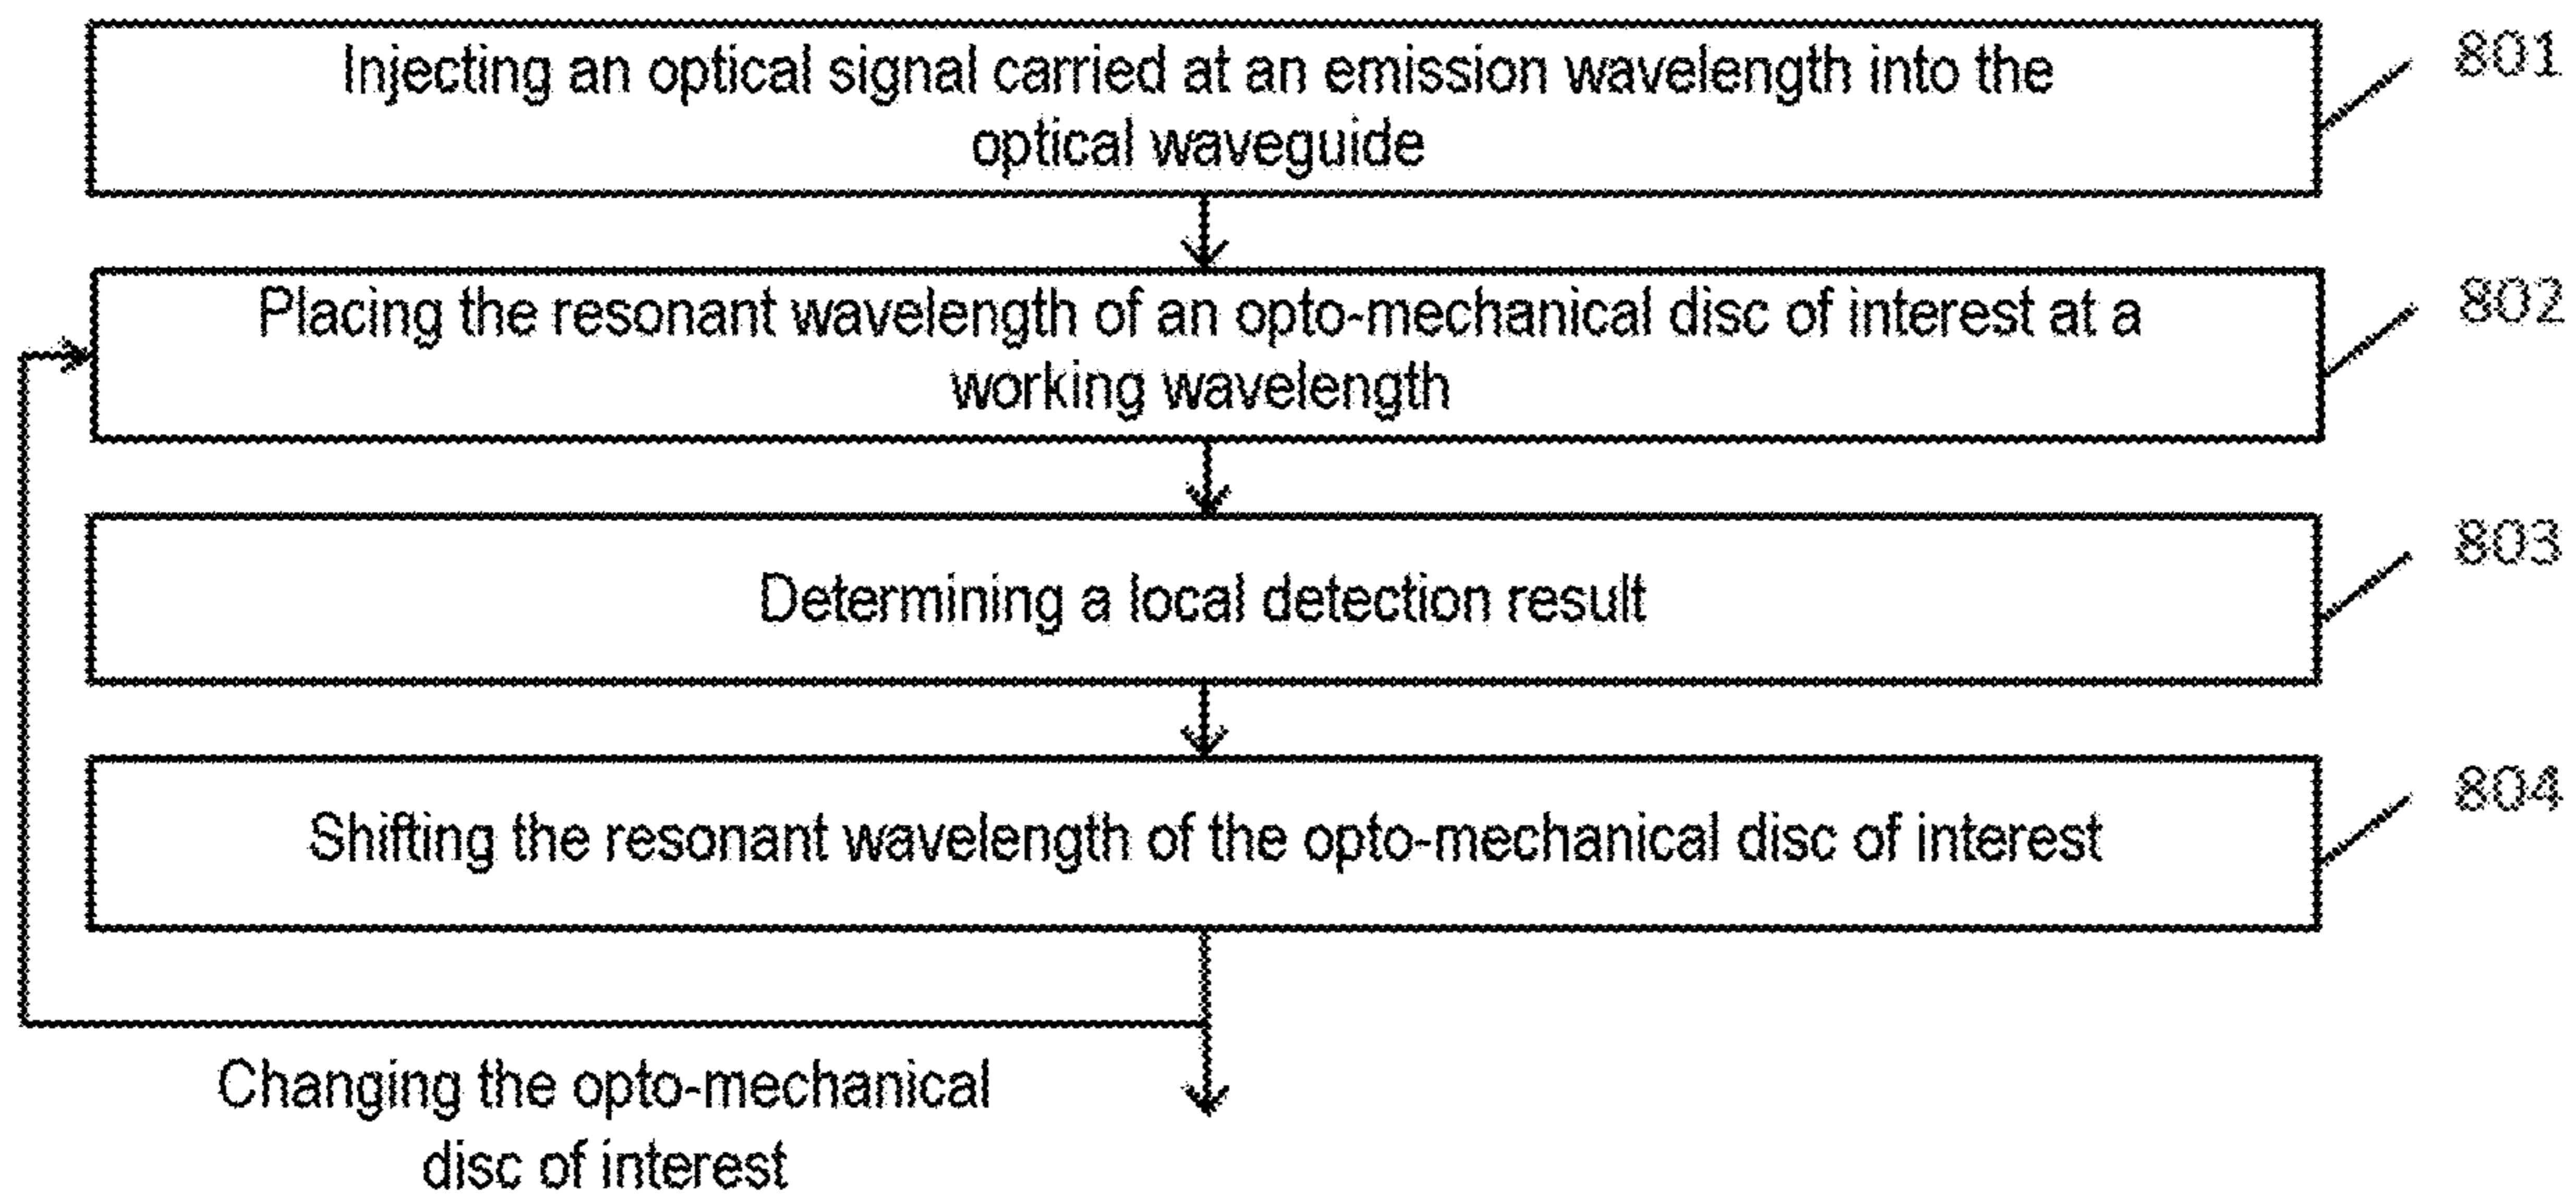 Injecting an optical signal carried at an emission wavelength into the
optical waveguide
801
Placing the resonant wavelength of an opto-mechanical disc of interest at a
working wavelength
802
Determining a local detection result
803
Shifting the resonant wavelength of the opto-mechanical disc of interest
804
Changing the opto-mechanical
disc of interest